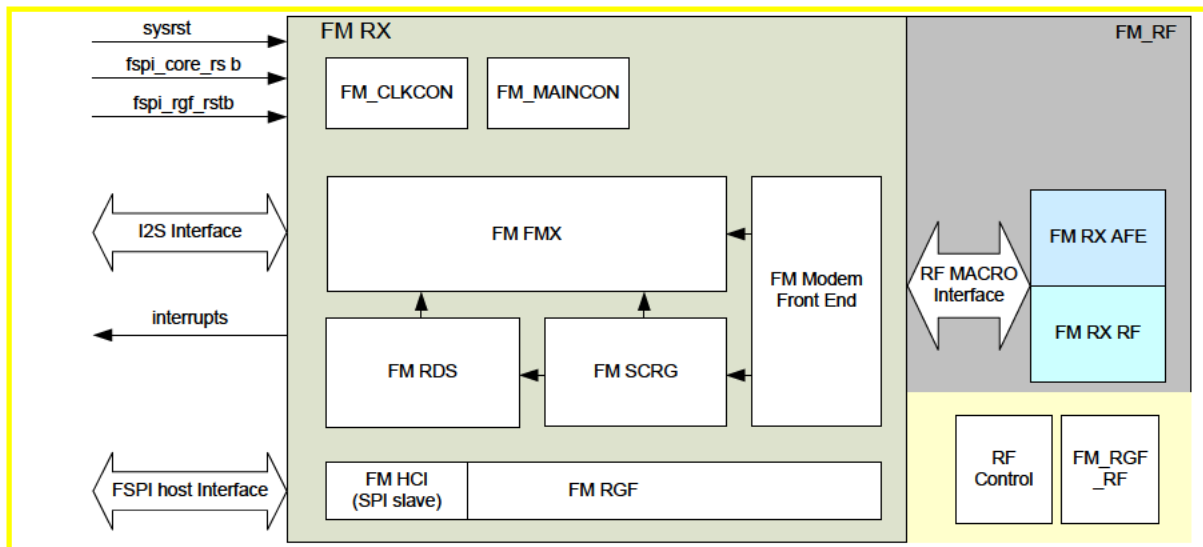 sysrst
fspi_core_rs b
fspi_rgf_rstb
FM RX
FM_RF
FM_CLKCON
FM_MAINCON
I2S Interface
FM FMX
FM Modem
Front End
RF MACRO
Interface
FM RX AFE
FM RX RF
interrupts
FM RDS
FM SCRG
FSPI host Interface
FM HCI
(SPI slave)
FM RGF
RF
Control
FM_RGF
_RF